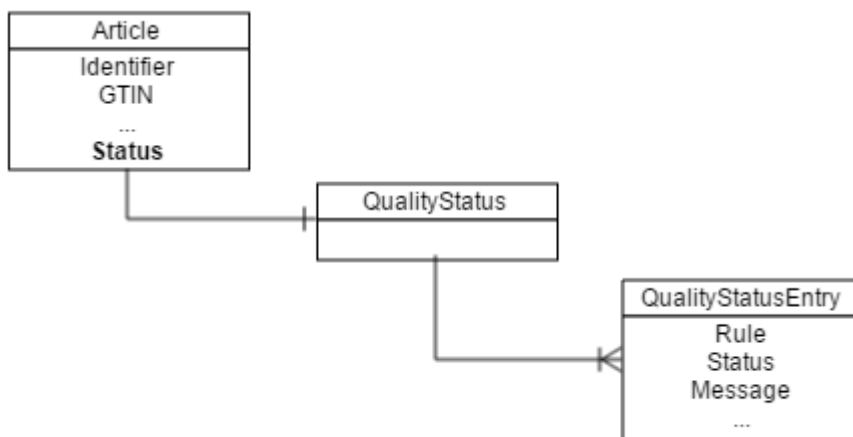 Article
Identifier
GTIN
...
Status
QualityStatus
QualityStatusEntry
Rule
Status
Message
...